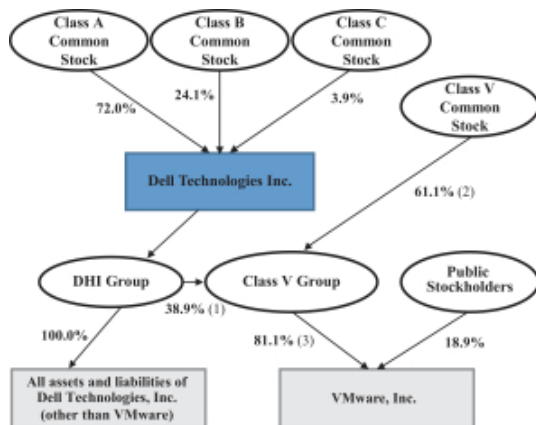 Class A
Common
Stock
Class B
Common
Stock
Class C
Common
Stock
Class V
Common
Stock
72.0%
24.1%
3.9%
Dell Technologies Inc.
61.1% (2)
DHI Group
38.9% (1)
Class V Group
Public
Stockholders
100.0%
81.1% (3)
18.9%
All assets and liabilities of
Dell Technologies, Inc.
(other than VMware)
VMware, Inc.